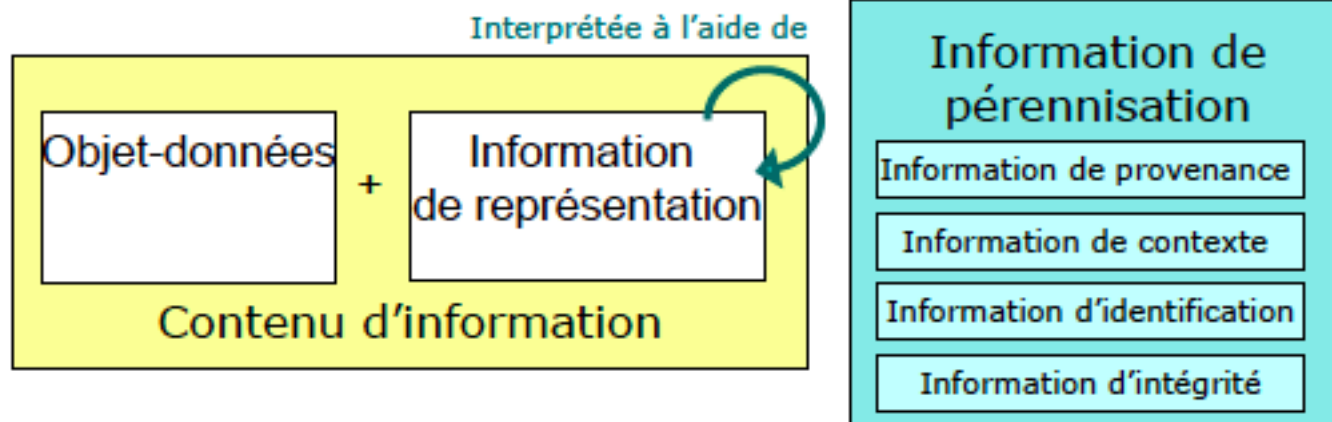 Interprétée à l'aide de
Objet-données
+
Information
de représentation
Contenu d'information
Information de
pérennisation
Information de provenance
Information de contexte
Information d'identification
Information d'intégrité